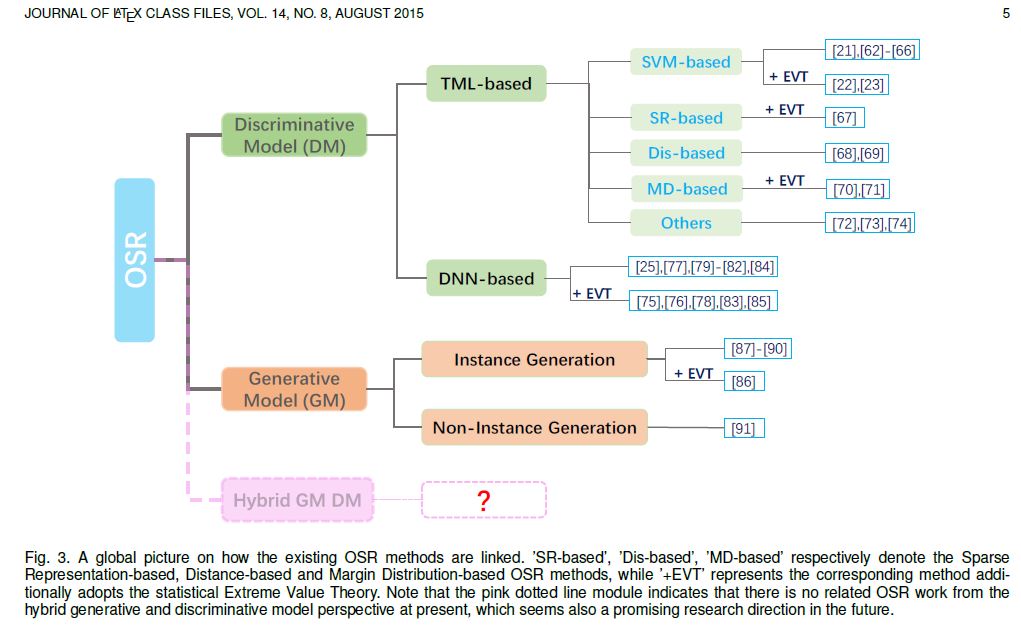 JOURNAL OF LATEX CLASS FILES, VOL. 14, NO. 8, AUGUST 2015
5
OSR
Discriminative
Model (DM)
TML-based
SVM-based
[21],[62]-[66]
+ EVT
[22],[23]
SR-based
+ EVT
[67]
Dis-based
[68],[69]
MD-based
+ EVT
[70],[71]
Others
[72],[73],[74]
DNN-based
[25],[77],[79]-[82],[84]
+ EVT
[75],[76],[78],[83],[85]
Generative
Model (GM)
Instance Generation
[87]-[90]
+ EVT
[86]
Non-Instance Generation
[91]
Hybrid GM DM
?
Fig. 3. A global picture on how the existing OSR methods are linked. 'SR-based', 'Dis-based', 'MD-based' respectively denote the Sparse
Representation-based, Distance-based and Margin Distribution-based OSR methods, while '+EVT' represents the corresponding method addi-
tionally adopts the statistical Extreme Value Theory. Note that the pink dotted line module indicates that there is no related OSR work from the
hybrid generative and discriminative model perspective at present, which seems also a promising research direction in the future.